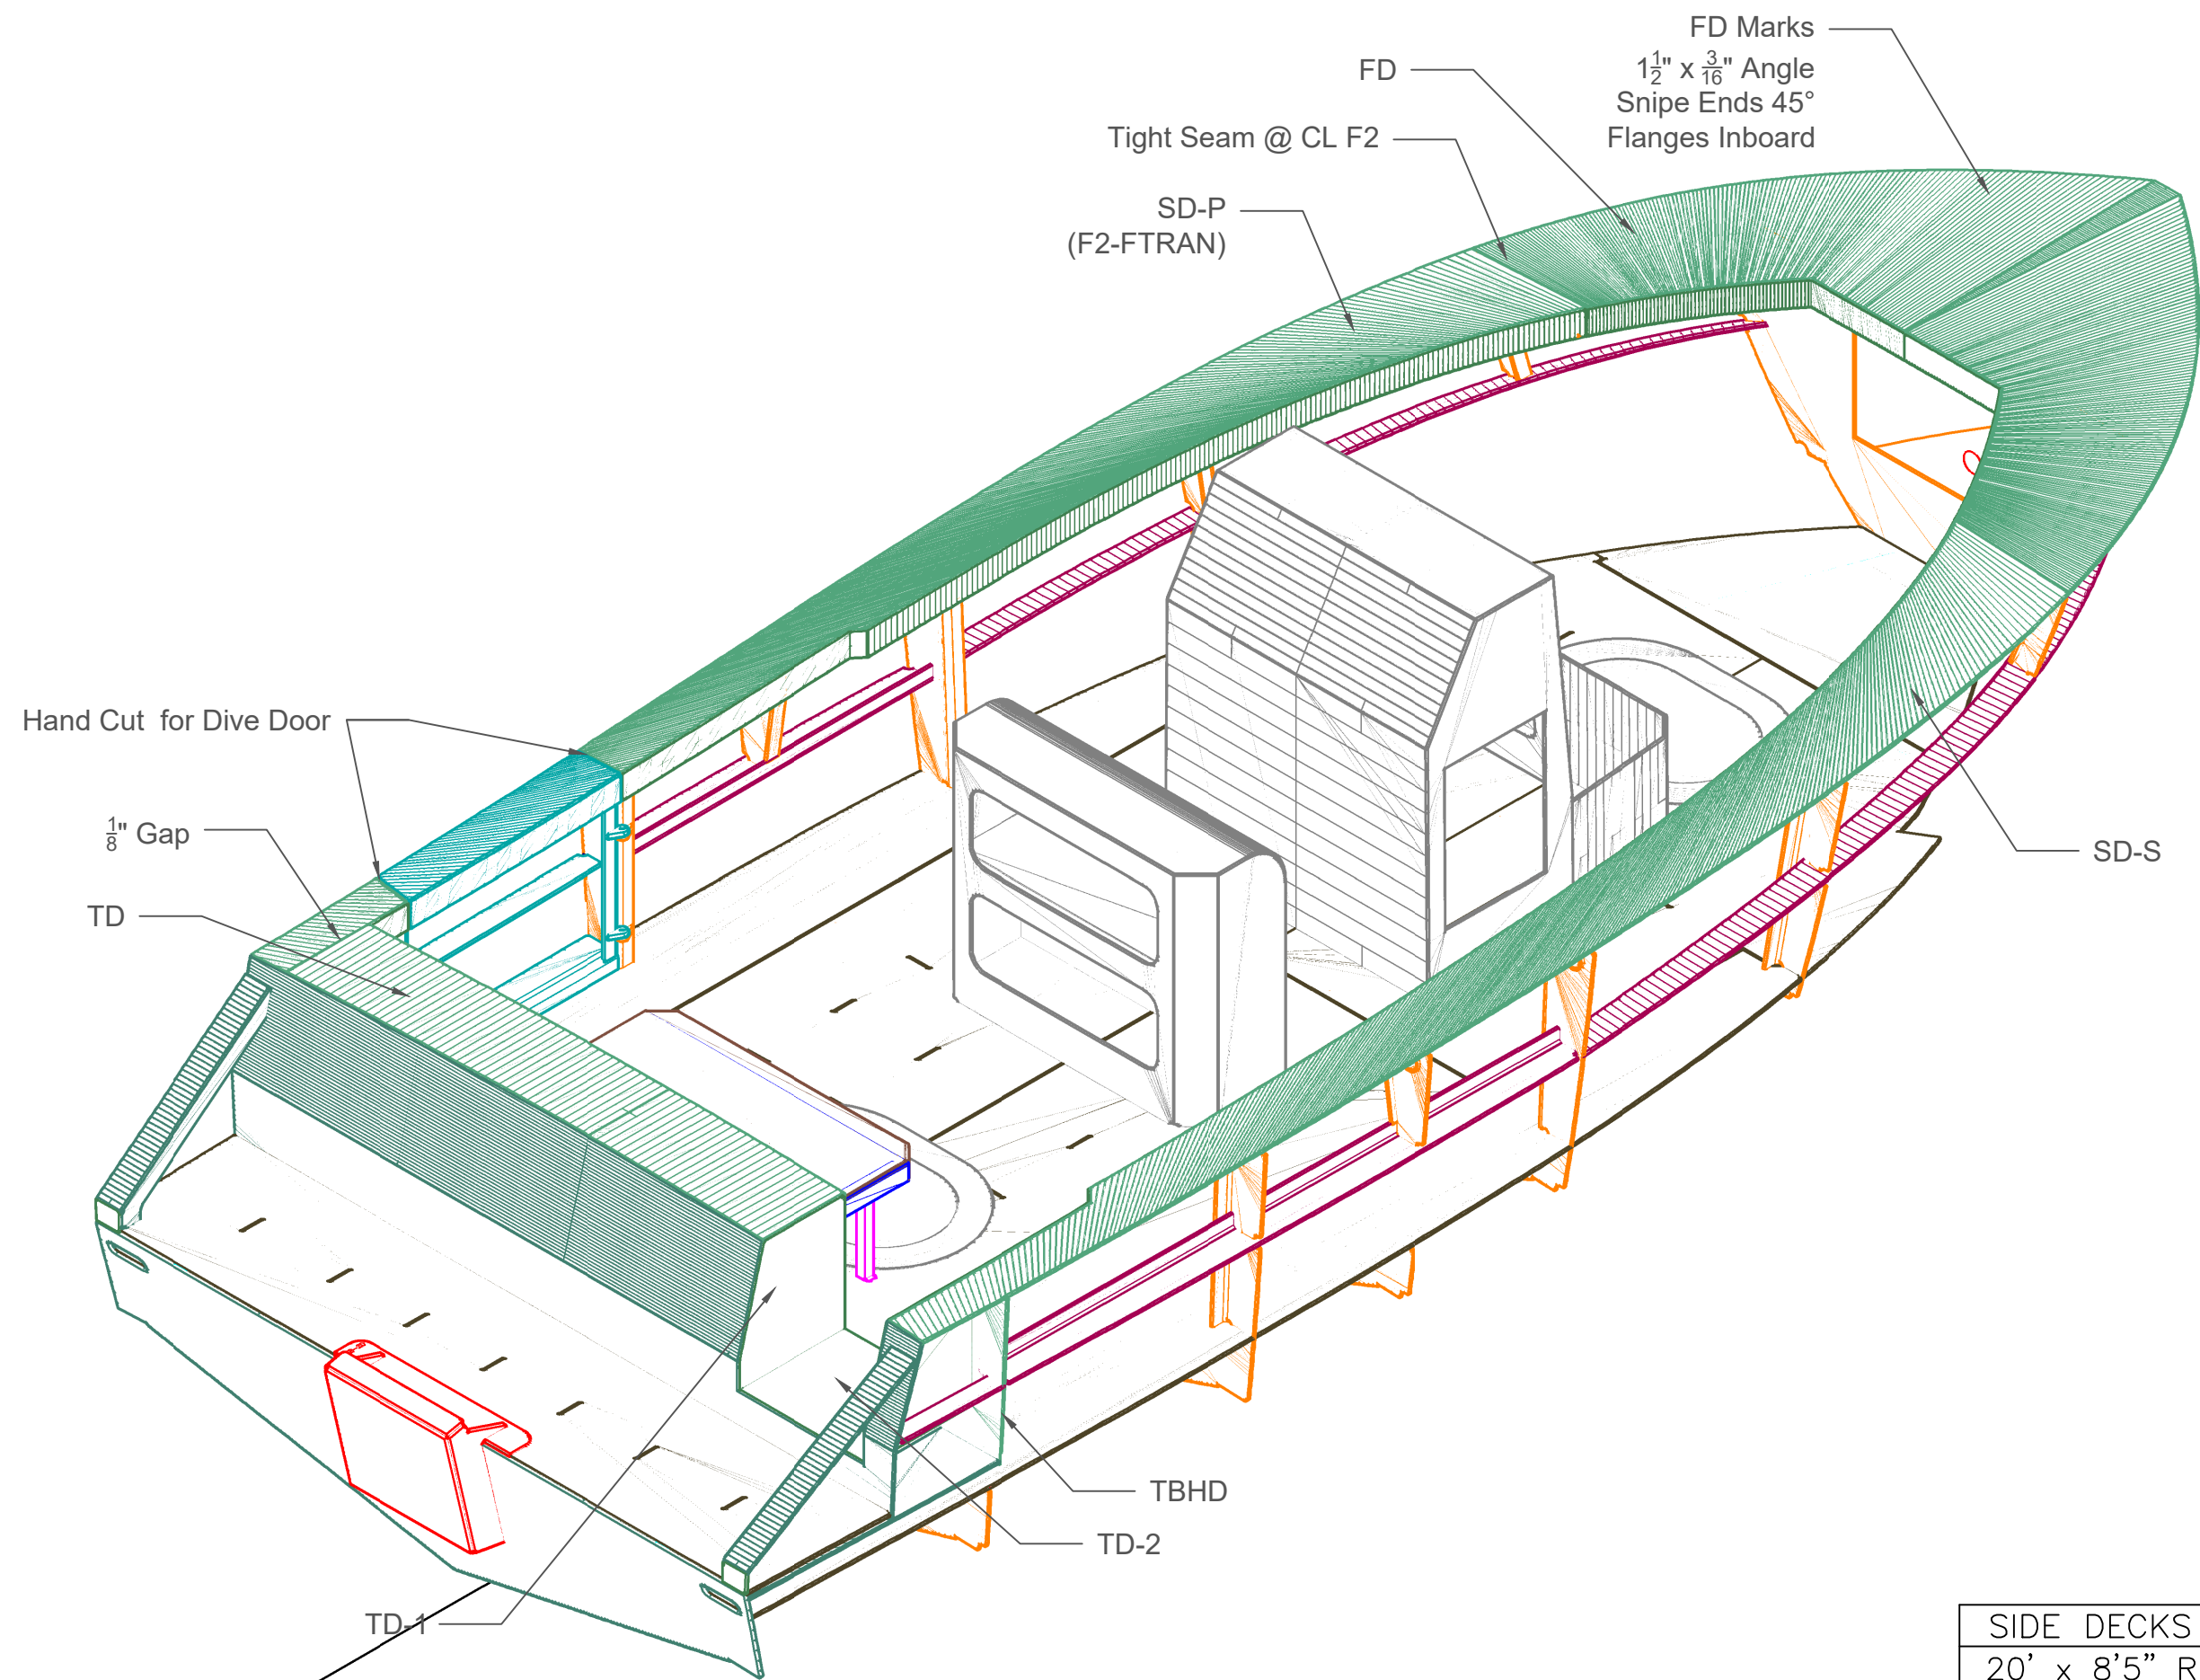 FD Marks
1 1/2" x 3/16" Angle
Snipe Ends 45°
Flanges Inboard
FD
Tight Seam @ CL F2
SD-P
(F2-FTRAN)
Hand Cut  for Dive Door
1/8" Gap
TD
SD-S
TBHD
TD-2
TD-1
SIDE DECKS
20' x 8'5" R